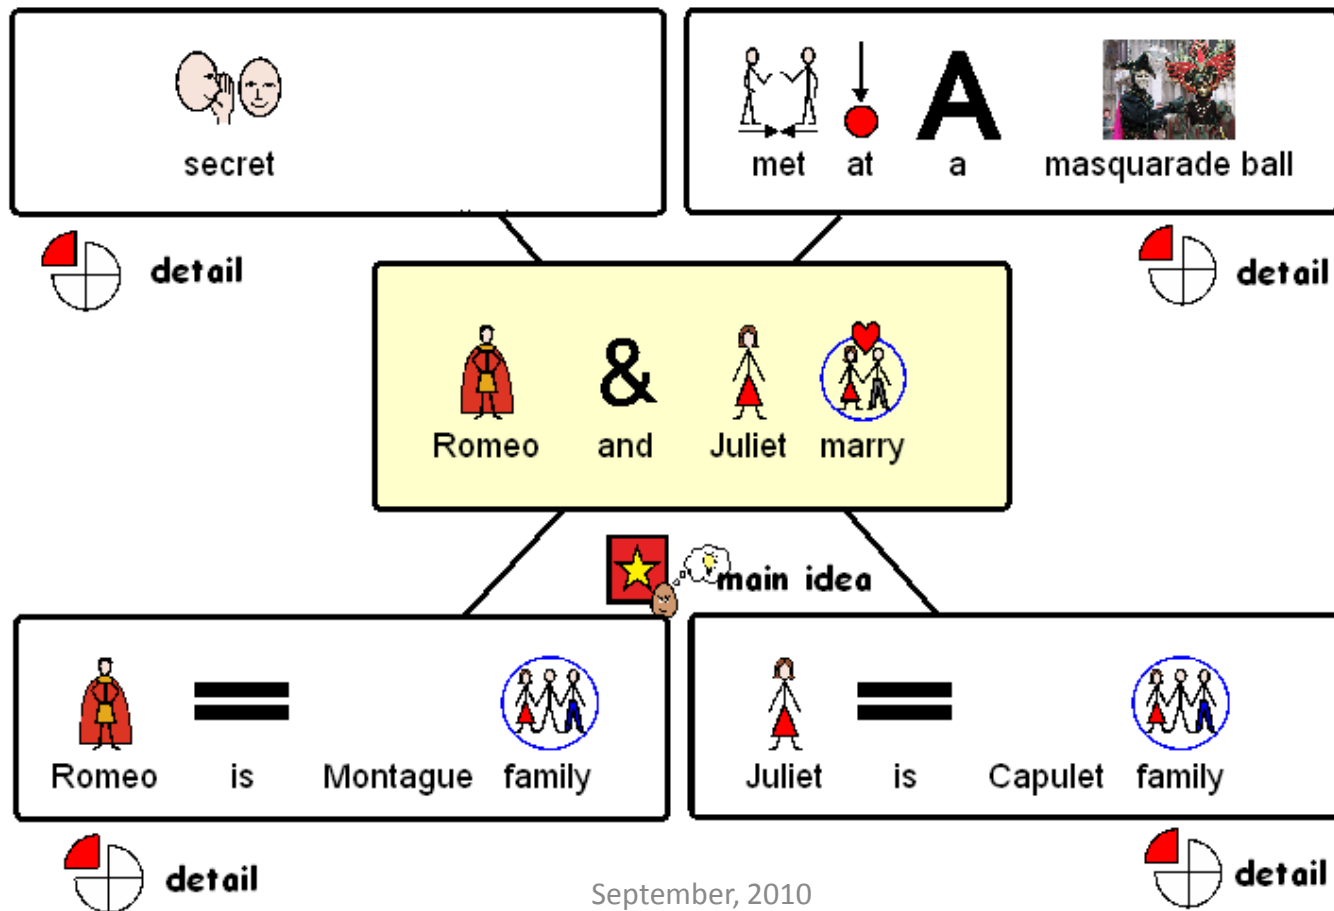 secret
met at a masquarade ball
detail
detail
Romeo and Juliet marry
main idea
Romeo is Montague family
Juliet is Capulet family
detail
detail
September, 2010